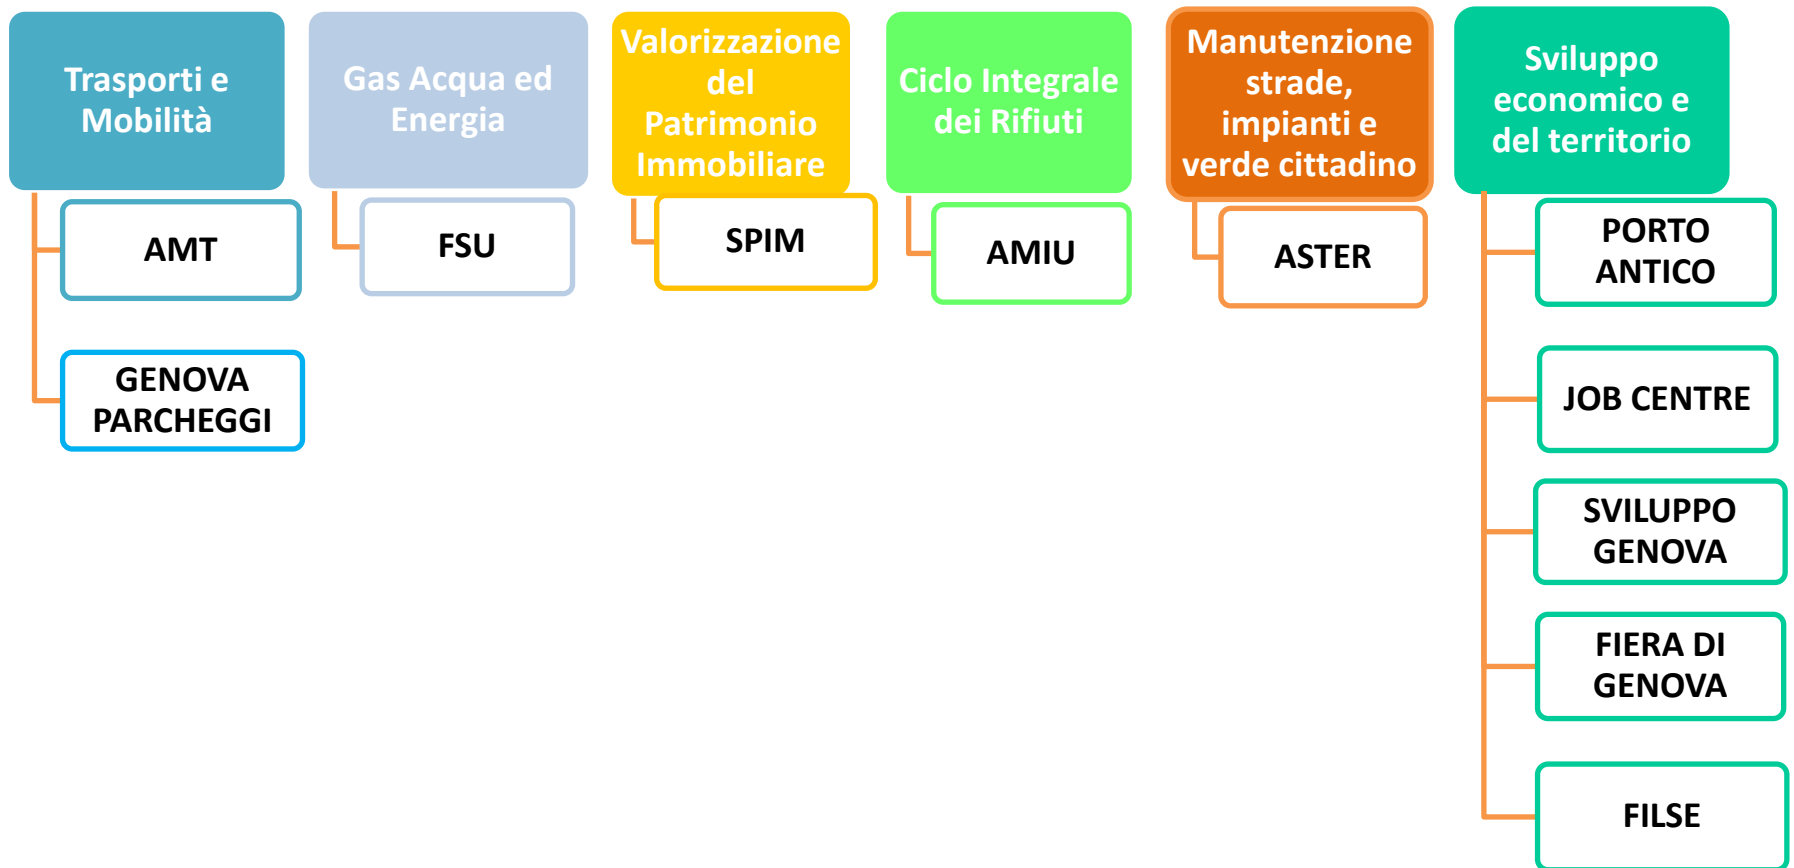 Trasporti e
Mobilità
AMT
GENOVA
PARCHEGGI
Gas Acqua ed
Energia
FSU
Valorizzazione
del
Patrimonio
Immobiliare
SPIM
Ciclo Integrale
dei Rifiuti
AMIU
Manutenzione
strade,
impianti e
verde cittadino
ASTER
Sviluppo
economico e
del territorio
PORTO
ANTICO
JOB CENTRE
SVILUPPO
GENOVA
FIERA DI
GENOVA
FILSE